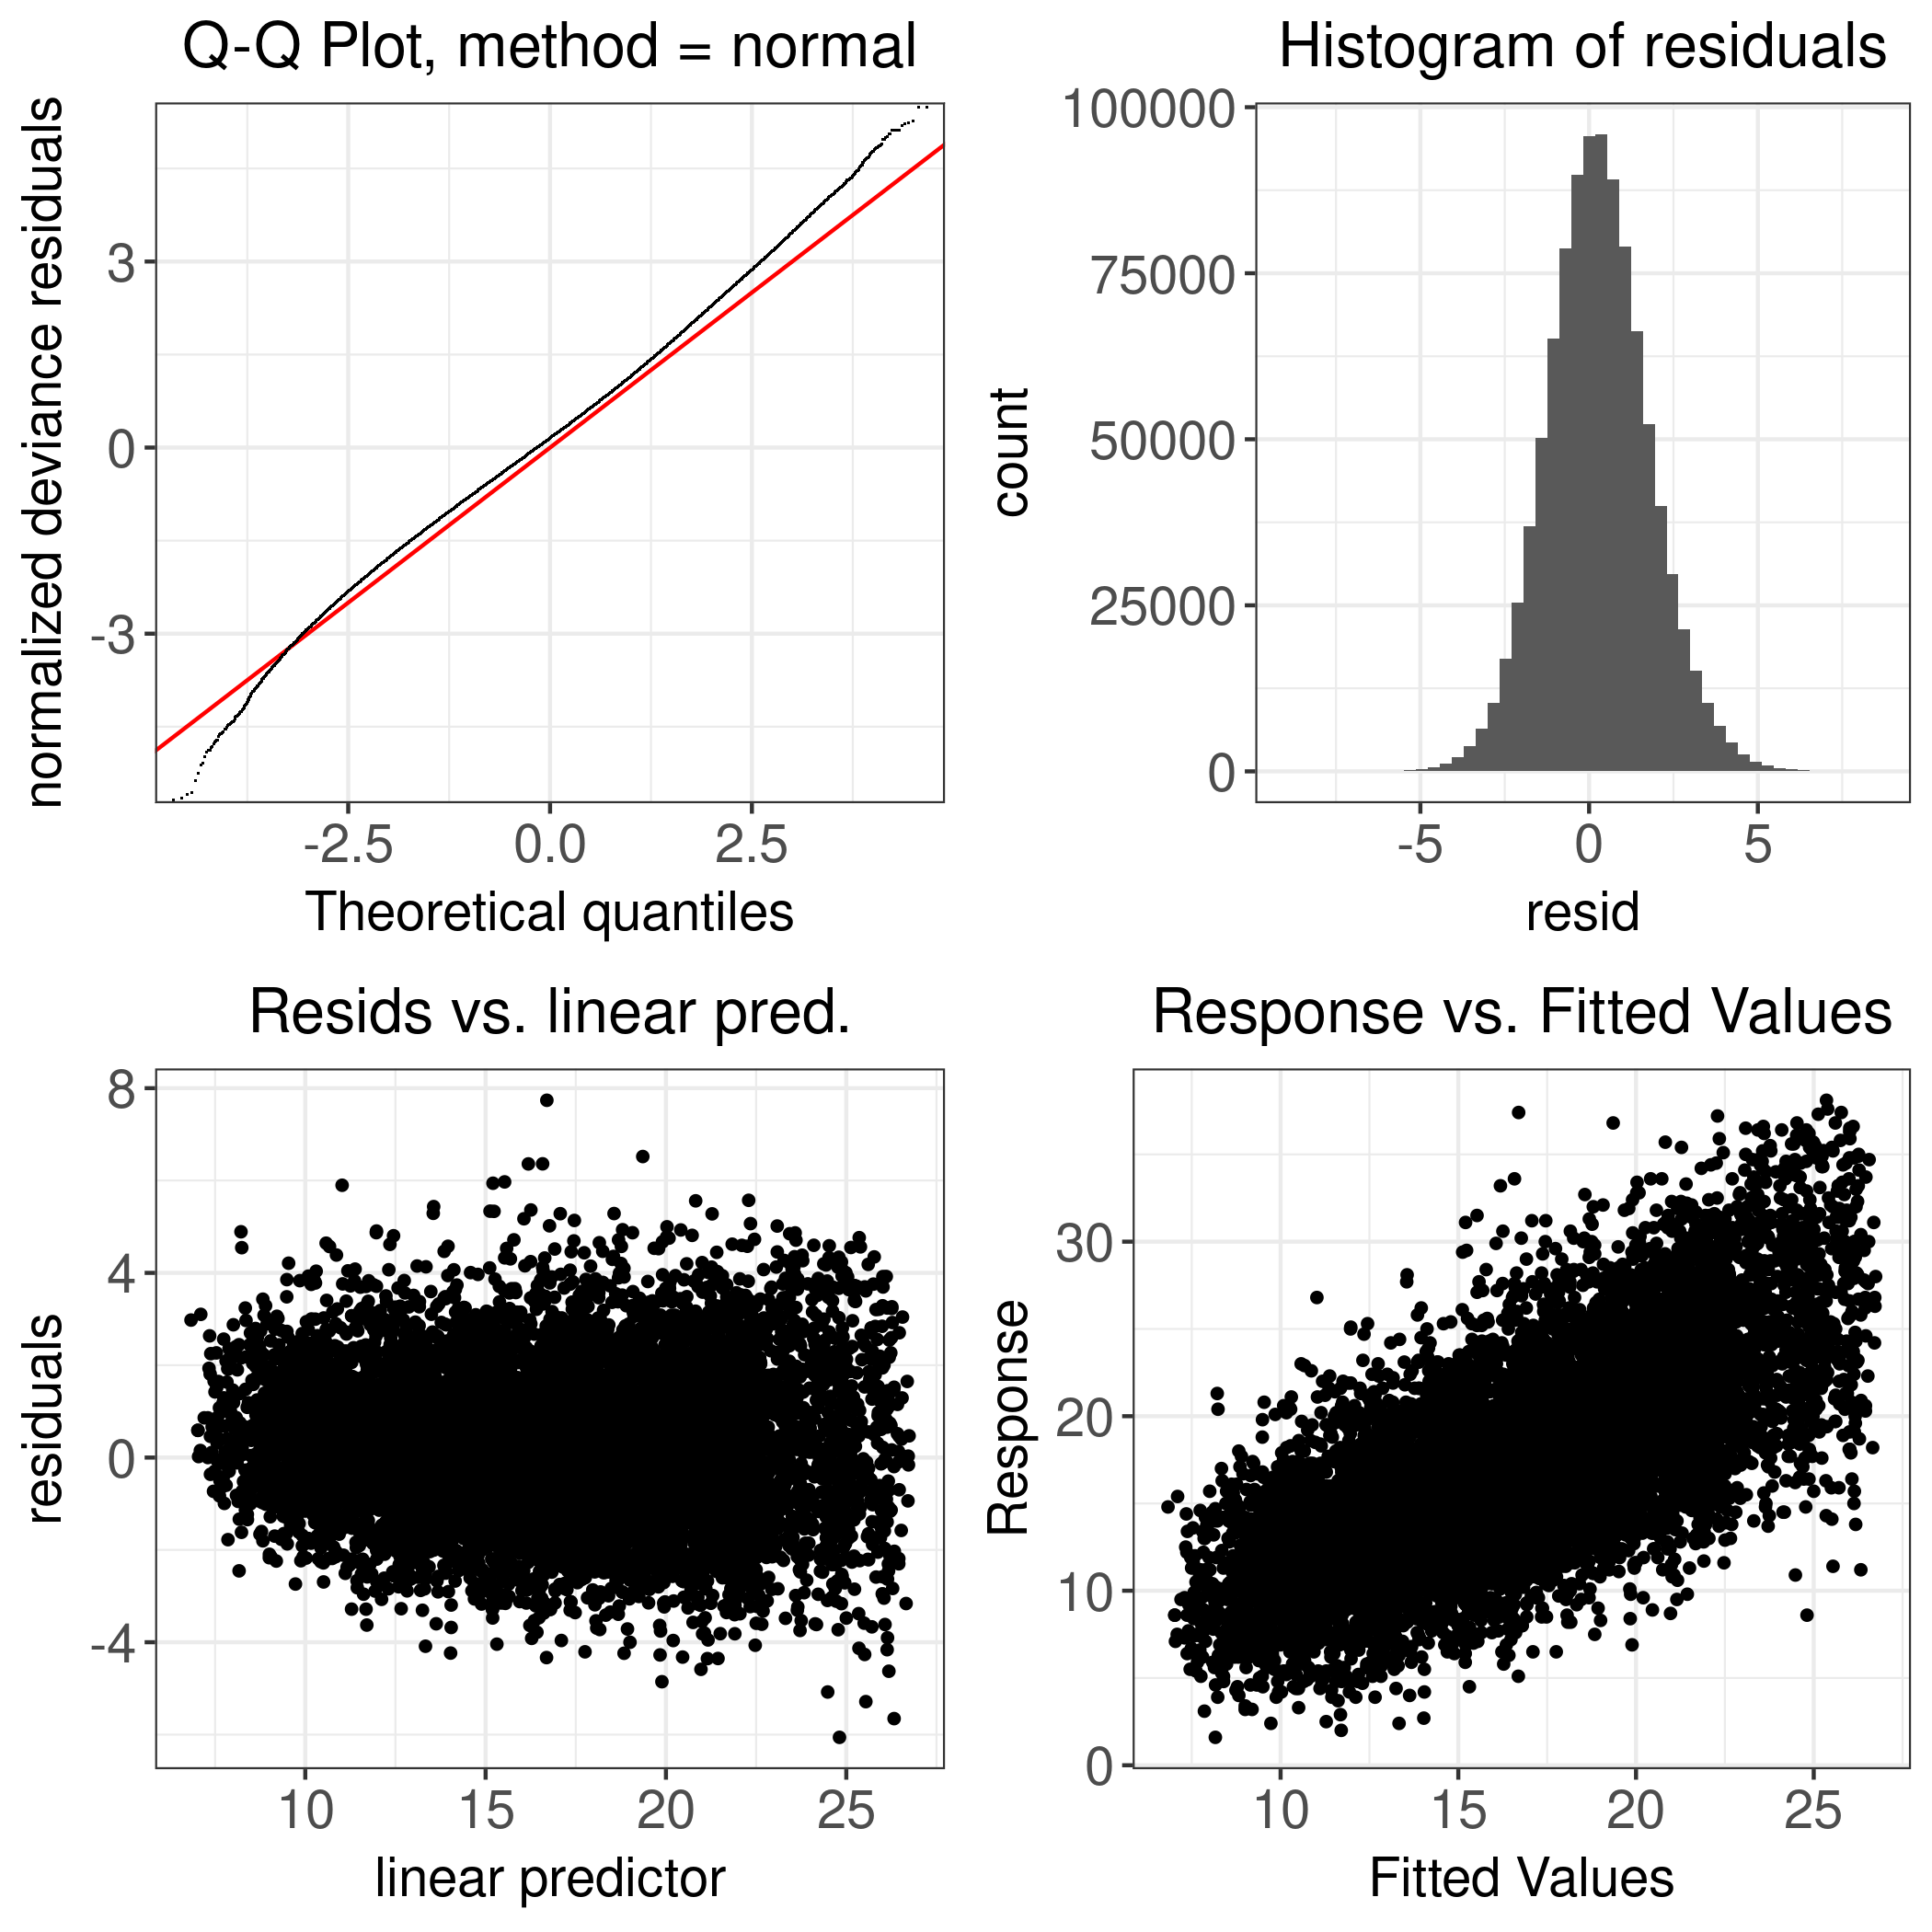 Q-Q Plot, method = normal
normalized deviance residuals
3
0
-3
-2.5 0.0 2.5
Theoretical quantiles
Histogram of residuals
count
100000
75000
50000
25000
0
-5 0 5
resid
Resids vs. linear pred.
residuals
8
4
0
-4
10 15 20 25
linear predictor
Response vs. Fitted Values
Response
30
20
10
0
10 15 20 25
Fitted Values